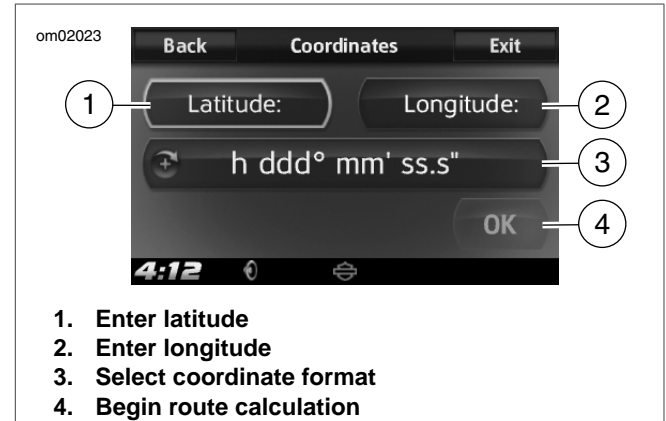 om02023
Back Coordinates Exit
1 Latitude: Longitude: 2
h ddd° mm' ss.s" 3
OK 4
4:12
1. Enter latitude
2. Enter longitude
3. Select coordinate format
4. Begin route calculation